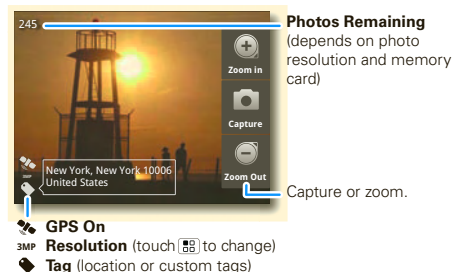 245
Photos Remaining
(depends on photo
resolution and memory
card)
Zoom in
Capture
Zoom Out
3MP
New York, New York 10006
United States
Capture or zoom.
GPS On
3MP Resolution (touch to change)
Tag (location or custom tags)